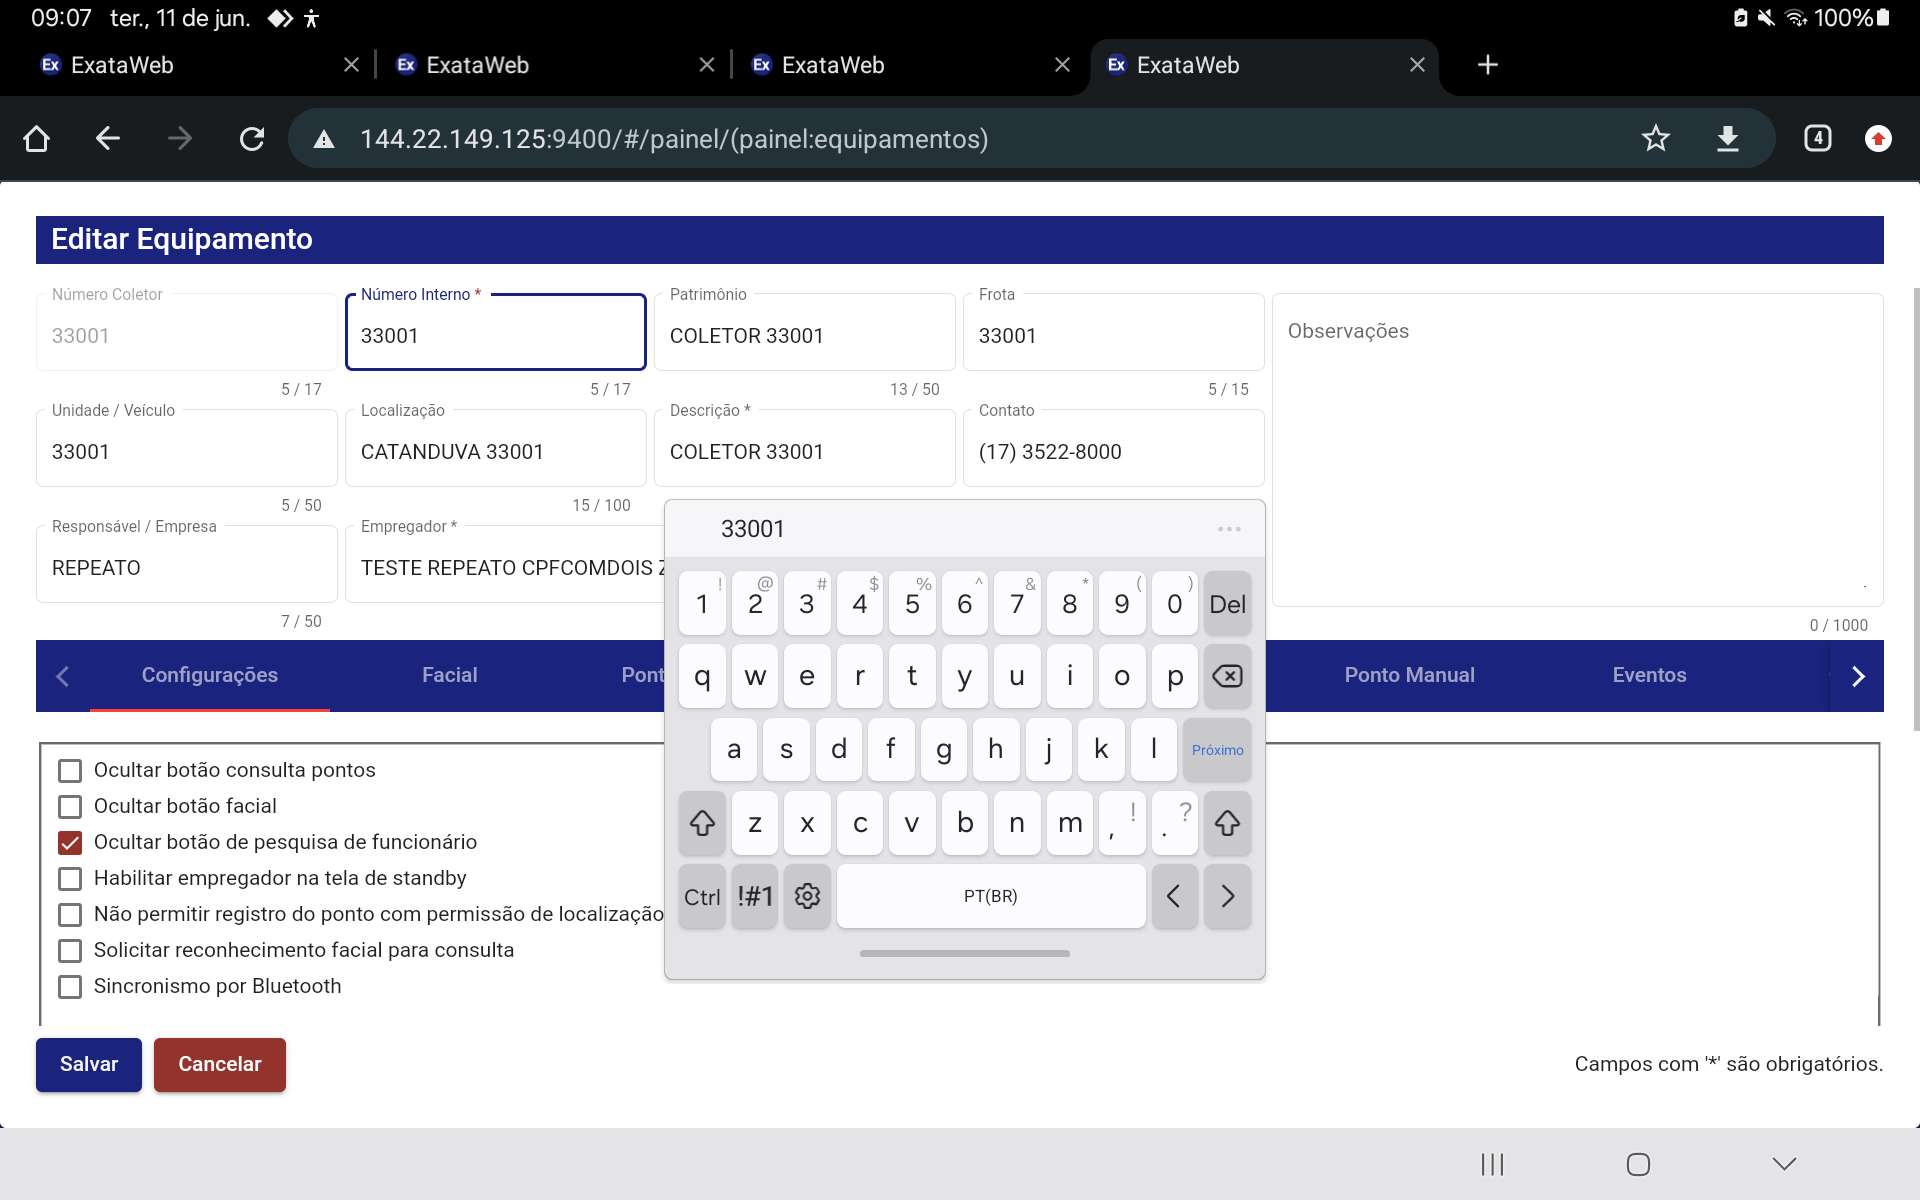 09:07 ter., 11 de jun.
100%
Ex ExataWeb
Ex ExataWeb
Ex ExataWeb
Ex ExataWeb
144.22.149.125:9400/#/painel/(painel:equipamentos)
4
Editar Equipamento
Número Coletor
33001
5 / 17
Número Interno *
33001
5 / 17
Patrimônio
COLETOR 33001
13 / 50
Frota
33001
5 / 15
Observações
0 / 1000
Unidade / Veículo
33001
5 / 50
Localização
CATANDUVA 33001
15 / 100
Descrição *
COLETOR 33001
Contato
(17) 3522-8000
Responsável / Empresa
REPEATO
7 / 50
Empregador *
TESTE REPEATO CPFCOMDOIS
Configurações
Facial
Pont
Ponto Manual
Eventos
Ocultar botão consulta pontos
Ocultar botão facial
Ocultar botão de pesquisa de funcionário
Habilitar empregador na tela de standby
Não permitir registro do ponto com permissão de localização
Solicitar reconhecimento facial para consulta
Sincronismo por Bluetooth
Salvar
Cancelar
Campos com '*' são obrigatórios.
33001
1 ! 2 @ 3 # 4 $ 5 % 6 ^ 7 & 8 * 9 ( 0 ) Del
q w e r t y u i o p
a s d f g h j k l Próximo
z x c v b n m , ! . ?
Ctrl !#1 PT(BR) < >